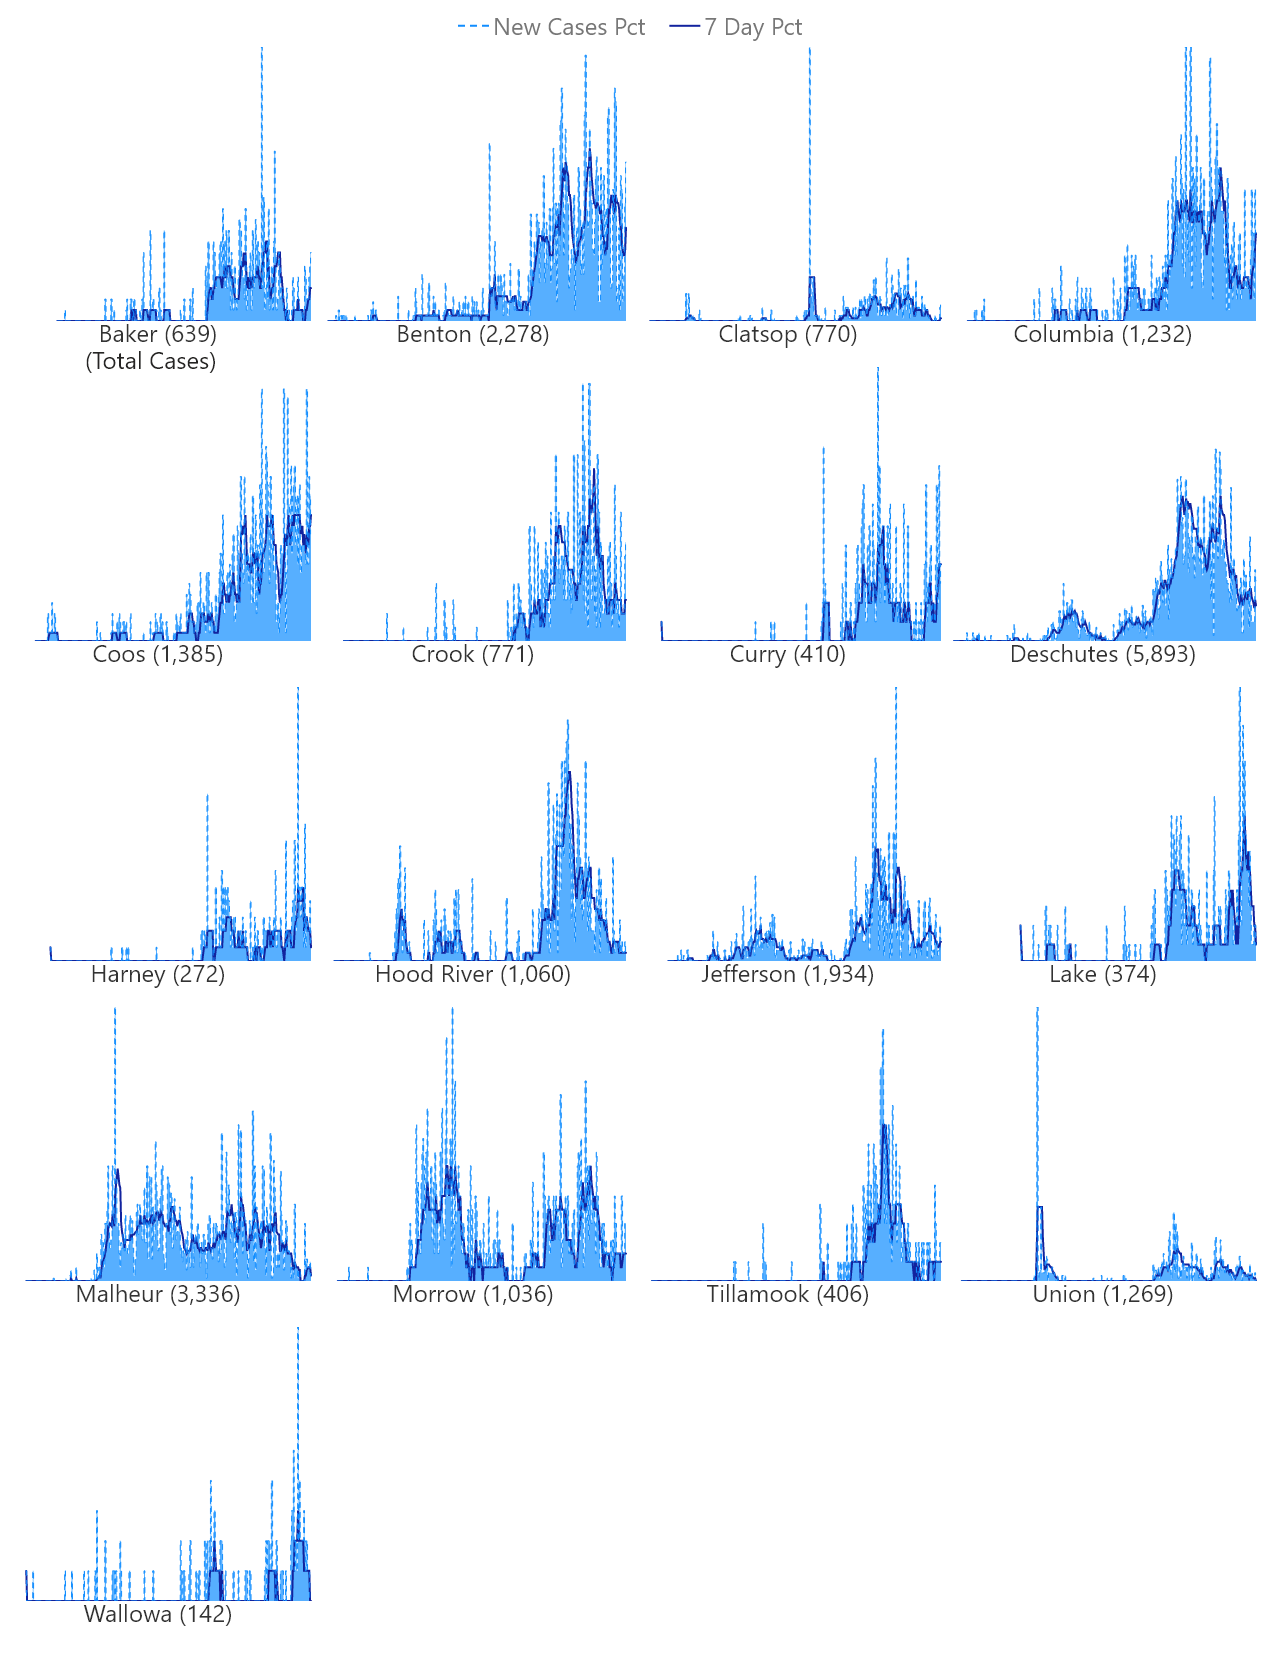 New Cases Pct 7 Day Pct
Baker (639) Benton (2,278) Clatsop (770) Columbia (1,232)
(Total Cases)
Coos (1,385) Crook (771) Curry (410) Deschutes (5,893)
Harney (272) Hood River (1,060) Jefferson (1,934) Lake (374)
Malheur (3,336) Morrow (1,036) Tillamook (406) Union (1,269)
Wallowa (142)